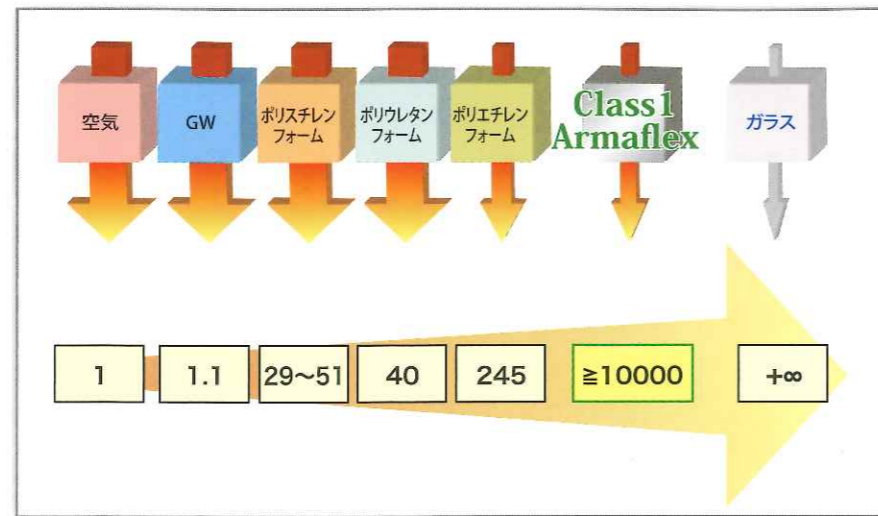 空気
GW
ポリスチレン
フォーム
ポリウレタン
フォーム
ポリエチレン
フォーム
Class1
Armaflex
ガラス
1
1.1
29〜51
40
245
≧10000
+∞